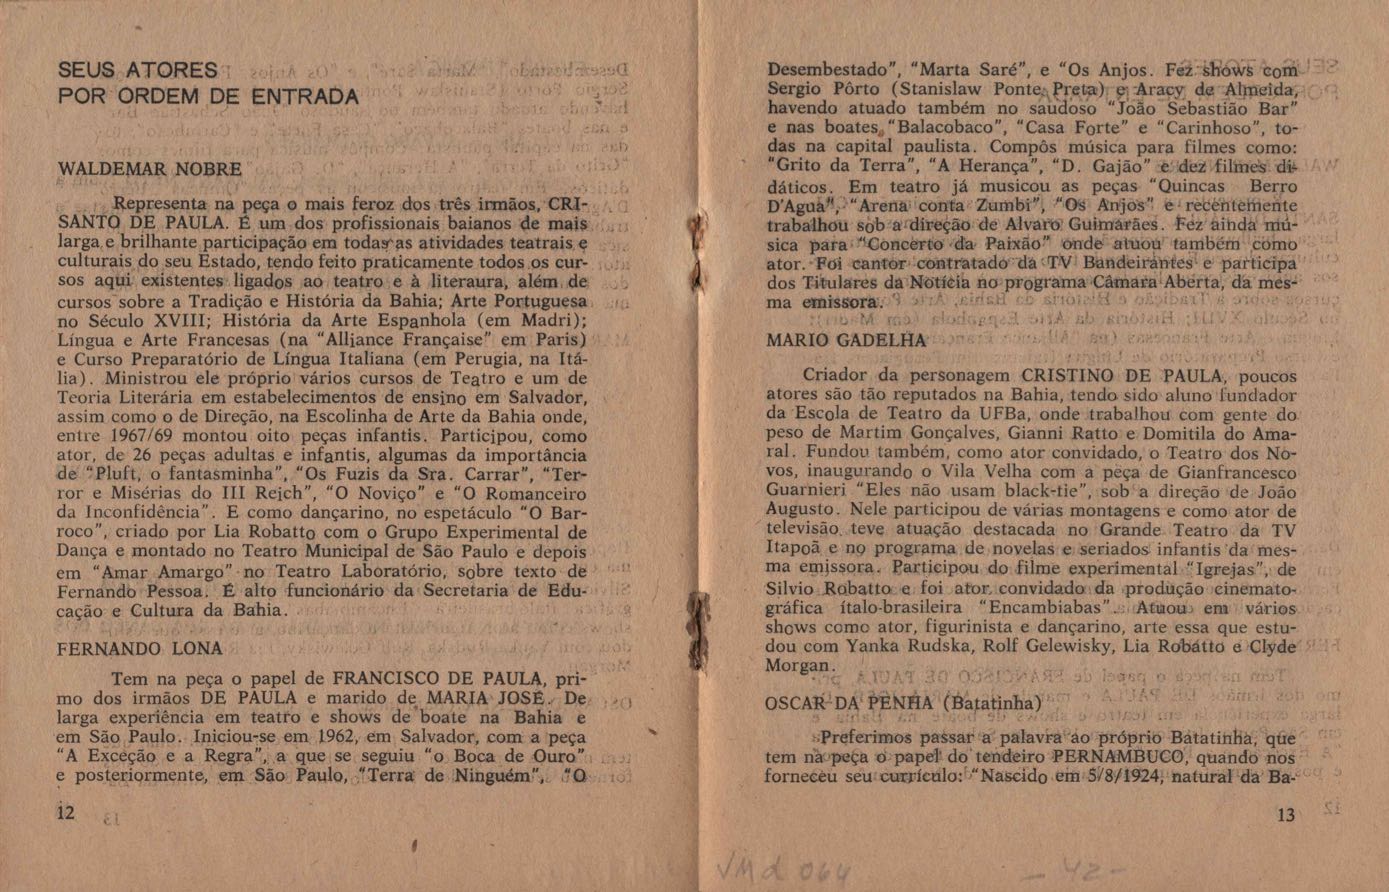 SEUS ATORES
POR ORDEM DE ENTRADA
WALDEMAR NOBRE
Representa na peça o mais feroz dos três irmãos, CRI-
SANTO DE PAULA. É um dos profissionais baianos de mais
larga e brilhante participação em todas as atividades teatrais e
culturais do seu Estado, tendo feito praticamente todos os cur-
sos aqui existentes ligados ao teatro e à literaura, além de
cursos sobre a Tradição e História da Bahia; Arte Portuguesa
no Século XVIII; História da Arte Espanhola (em Madri);
Língua e Arte Francesas (na "Alliance Française" em Paris)
e Curso Preparatório de Língua Italiana (em Perugia, na Itá-
lia). Ministrou ele próprio vários cursos de Teatro e um de
Teoria Literária em estabelecimentos de ensino em Salvador,
assim como o de Direção, na Escolinha de Arte da Bahia onde,
entre 1967/69 montou oito peças infantis. Participou, como
ator, de 26 peças adultas e infantis, algumas da importância
de "Pluft, o fantasminha", "Os Fuzis da Sra. Carrar", "Ter-
ror e Misérias do III Reich", "O Noviço" e "O Romanceiro
da Inconfidência". E como dançarino, no espetáculo "O Bar-
roco", criado por Lia Robatto com o Grupo Experimental de
Dança e montado no Teatro Municipal de São Paulo e depois
em "Amar Amargo" no Teatro Laboratório, sobre texto de
Fernando Pessoa. É alto funcionário da Secretaria de Edu-
cação e Cultura da Bahia.
FERNANDO LONA
Tem na peça o papel de FRANCISCO DE PAULA, pri-
mo dos irmãos DE PAULA e marido de MARIA JOSÉ. De
larga experiência em teatro e shows de boate na Bahia e
em São Paulo. Iniciou-se em 1962, em Salvador, com a peça
"A Exceção e a Regra", a que se seguiu "o Boca de Ouro"
e posteriormente, em São Paulo, "Terra de Ninguém", "O
12
Desembestado", "Marta Saré", e "Os Anjos. Fez shows com
Sergio Pôrto (Stanislaw Ponte Preta) e Aracy de Almeida,
havendo atuado também no saudoso "João Sebastião Bar"
e nas boates "Balacobaco", "Casa Forte" e "Carinhoso", to-
das na capital paulista. Compôs música para filmes como:
"Grito da Terra", "A Herança", "D. Gajão" e dez filmes di-
dáticos. Em teatro já musicou as peças "Quincas Berro
D'Agua", "Arena conta Zumbi", "Os Anjos" e recentemente
trabalhou sob a direção de Alvaro Guimarães. Fez ainda mú-
sica para "Concerto da Paixão" onde atuou também como
ator. Foi cantor contratado da TV Bandeirantes e participa
dos Titulares da Notícia no programa Câmara Aberta, da mes-
ma emissora.
MARIO GADELHA
Criador da personagem CRISTINO DE PAULA, poucos
atores são tão reputados na Bahia, tendo sido aluno fundador
da Escola de Teatro da UFBa, onde trabalhou com gente do
peso de Martim Gonçalves, Gianni Ratto e Domitila do Ama-
ral. Fundou também, como ator convidado, o Teatro dos No-
vos, inaugurando o Vila Velha com a peça de Gianfrancesco
Guarnieri "Eles não usam black-tie", sob a direção de João
Augusto. Nele participou de várias montagens e como ator de
televisão teve atuação destacada no Grande Teatro da TV
Itapoã e no programa de novelas e seriados infantis da mes-
ma emissora. Participou do filme experimental "Igrejas", de
Silvio Robatto e foi ator convidado da produção cinemato-
gráfica ítalo-brasileira "Encambiabas". Atuou em vários
shows como ator, figurinista e dançarino, arte essa que estu-
dou com Yanka Rudska, Rolf Gelewisky, Lia Robatto e Clyde
Morgan.
OSCAR DA PENHA (Batatinha)
Preferimos passar a palavra ao próprio Batatinha, que
tem na peça o papel do tendeiro PERNAMBUCO, quando nos
forneceu seu currículo: "Nascido em 5/8/1924, natural da Ba-
13
VMd 064
- 42 -